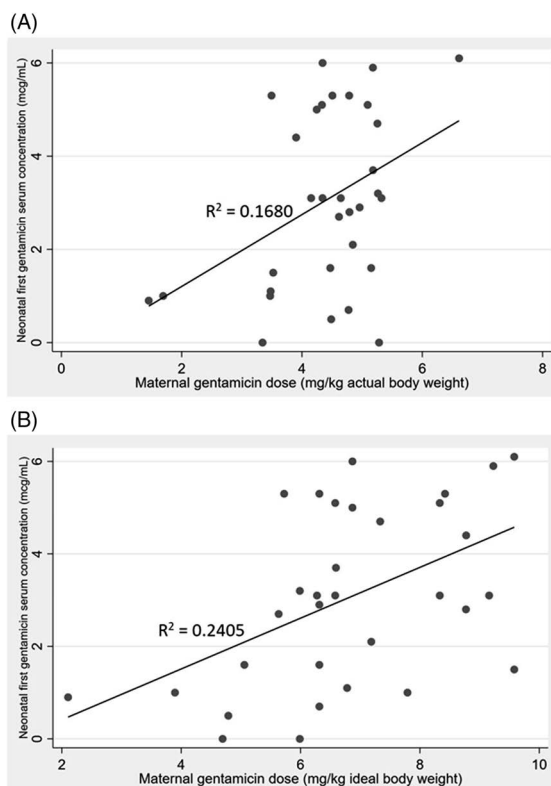 (A)
Neonatal first gentamicin serum concentration (mcg/mL)
6
4
2
0
R² = 0.1680
0 2 4 6 8
Maternal gentamicin dose (mg/kg actual body weight)
(B)
Neonatal first gentamicin serum concentration (mcg/mL)
6
4
2
0
R² = 0.2405
2 4 6 8 10
Maternal gentamicin dose (mg/kg ideal body weight)